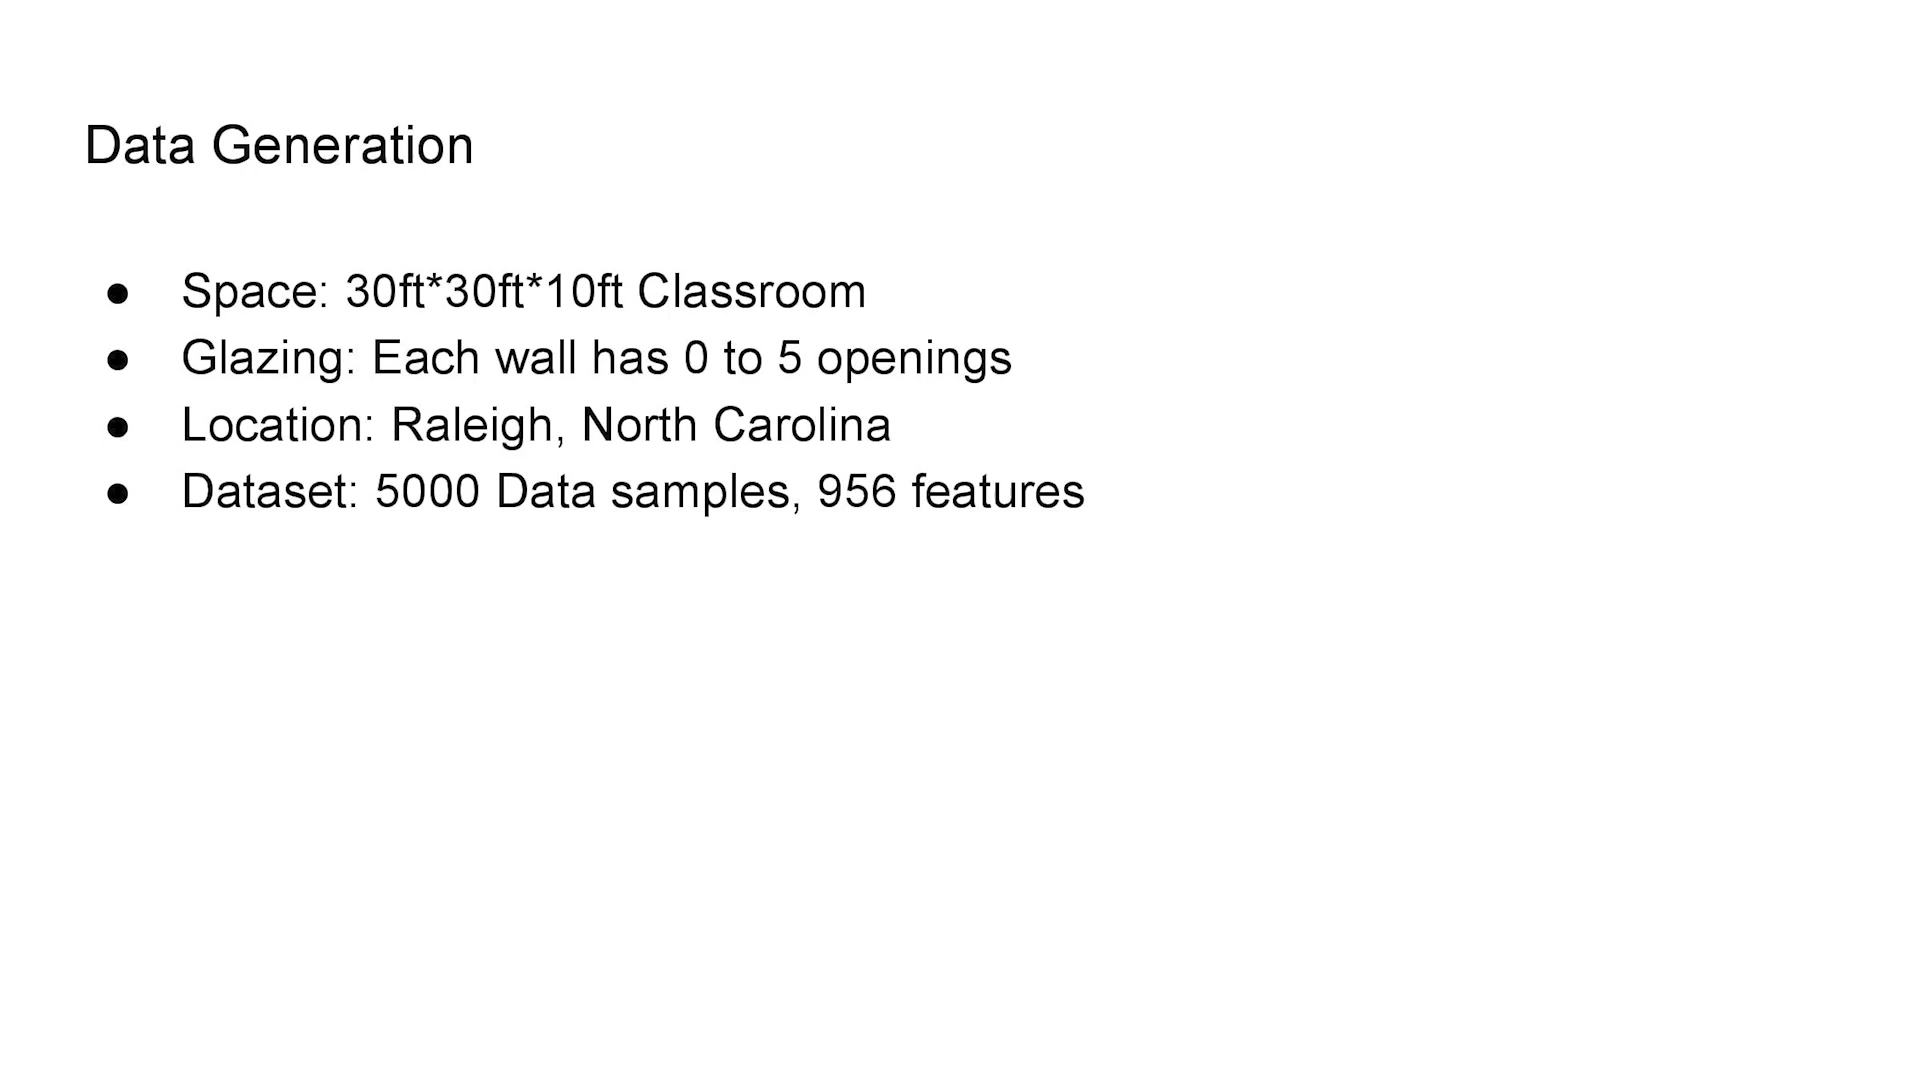 Data Generation
● Space: 30ft*30ft*10ft Classroom
● Glazing: Each wall has 0 to 5 openings
● Location: Raleigh, North Carolina
● Dataset: 5000 Data samples, 956 features